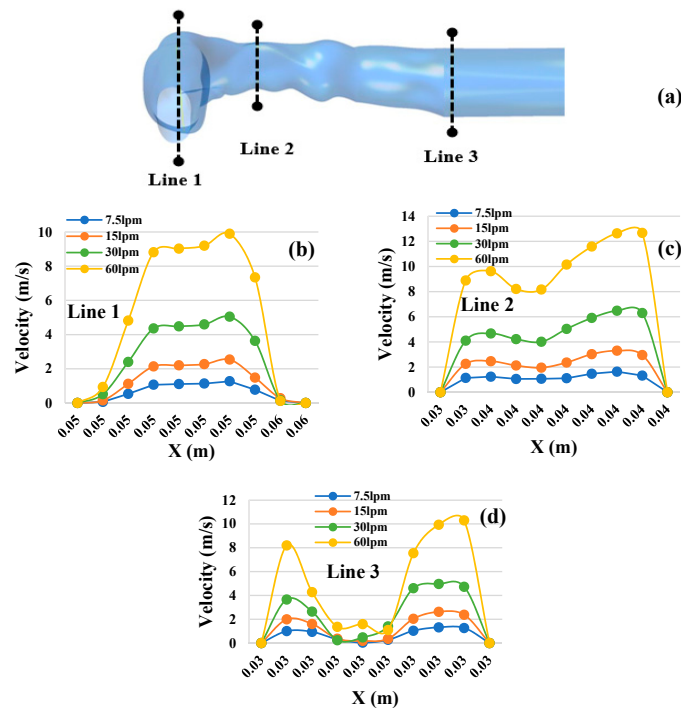 (a)
Line 1
Line 2
Line 3
7.5lpm
15lpm
30lpm
60lpm
(b)
Line 1
Velocity (m/s)
10
8
6
4
2
0
0.05 0.05 0.05 0.05 0.05 0.05 0.05 0.05 0.06 0.06
X (m)
7.5lpm
15lpm
30lpm
60lpm
(c)
Line 2
Velocity (m/s)
14
12
10
8
6
4
2
0
0.03 0.03 0.04 0.04 0.04 0.04 0.04 0.04 0.04 0.04
X (m)
7.5lpm
15lpm
30lpm
60lpm
(d)
Line 3
Velocity (m/s)
12
10
8
6
4
2
0
0.03 0.03 0.03 0.03 0.03 0.03 0.03 0.03 0.03 0.03
X (m)